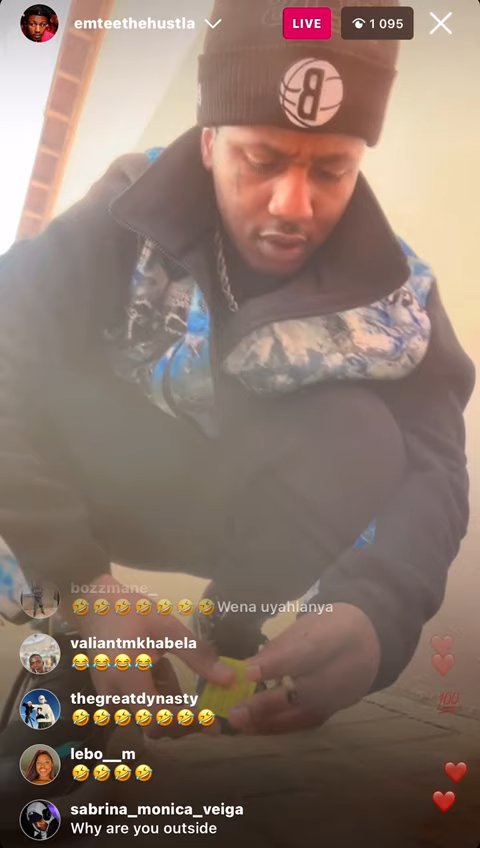 emteethehustla
LIVE
1 095
bozzmane_
🤣🤣🤣🤣🤣🤣🤣Wena uyahlanya
valiantmkhabela
😂😂😂😂
thegreatdynasty
🤣🤣🤣🤣🤣🤣🤣
lebo__m
🤣🤣🤣🤣
sabrina_monica_veiga
Why are you outside
B
💯